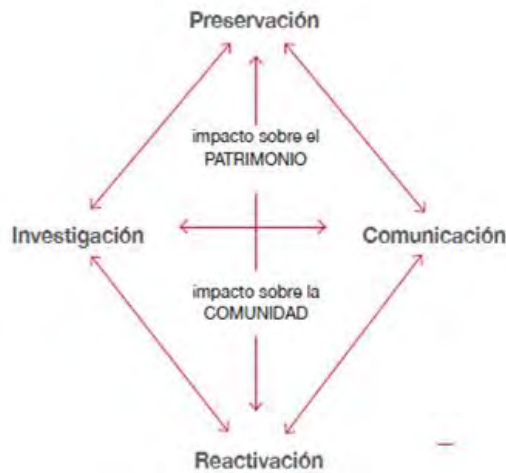 Preservación
impacto sobre el
PATRIMONIO
Investigación
Comunicación
impacto sobre la
COMUNIDAD
Reactivación